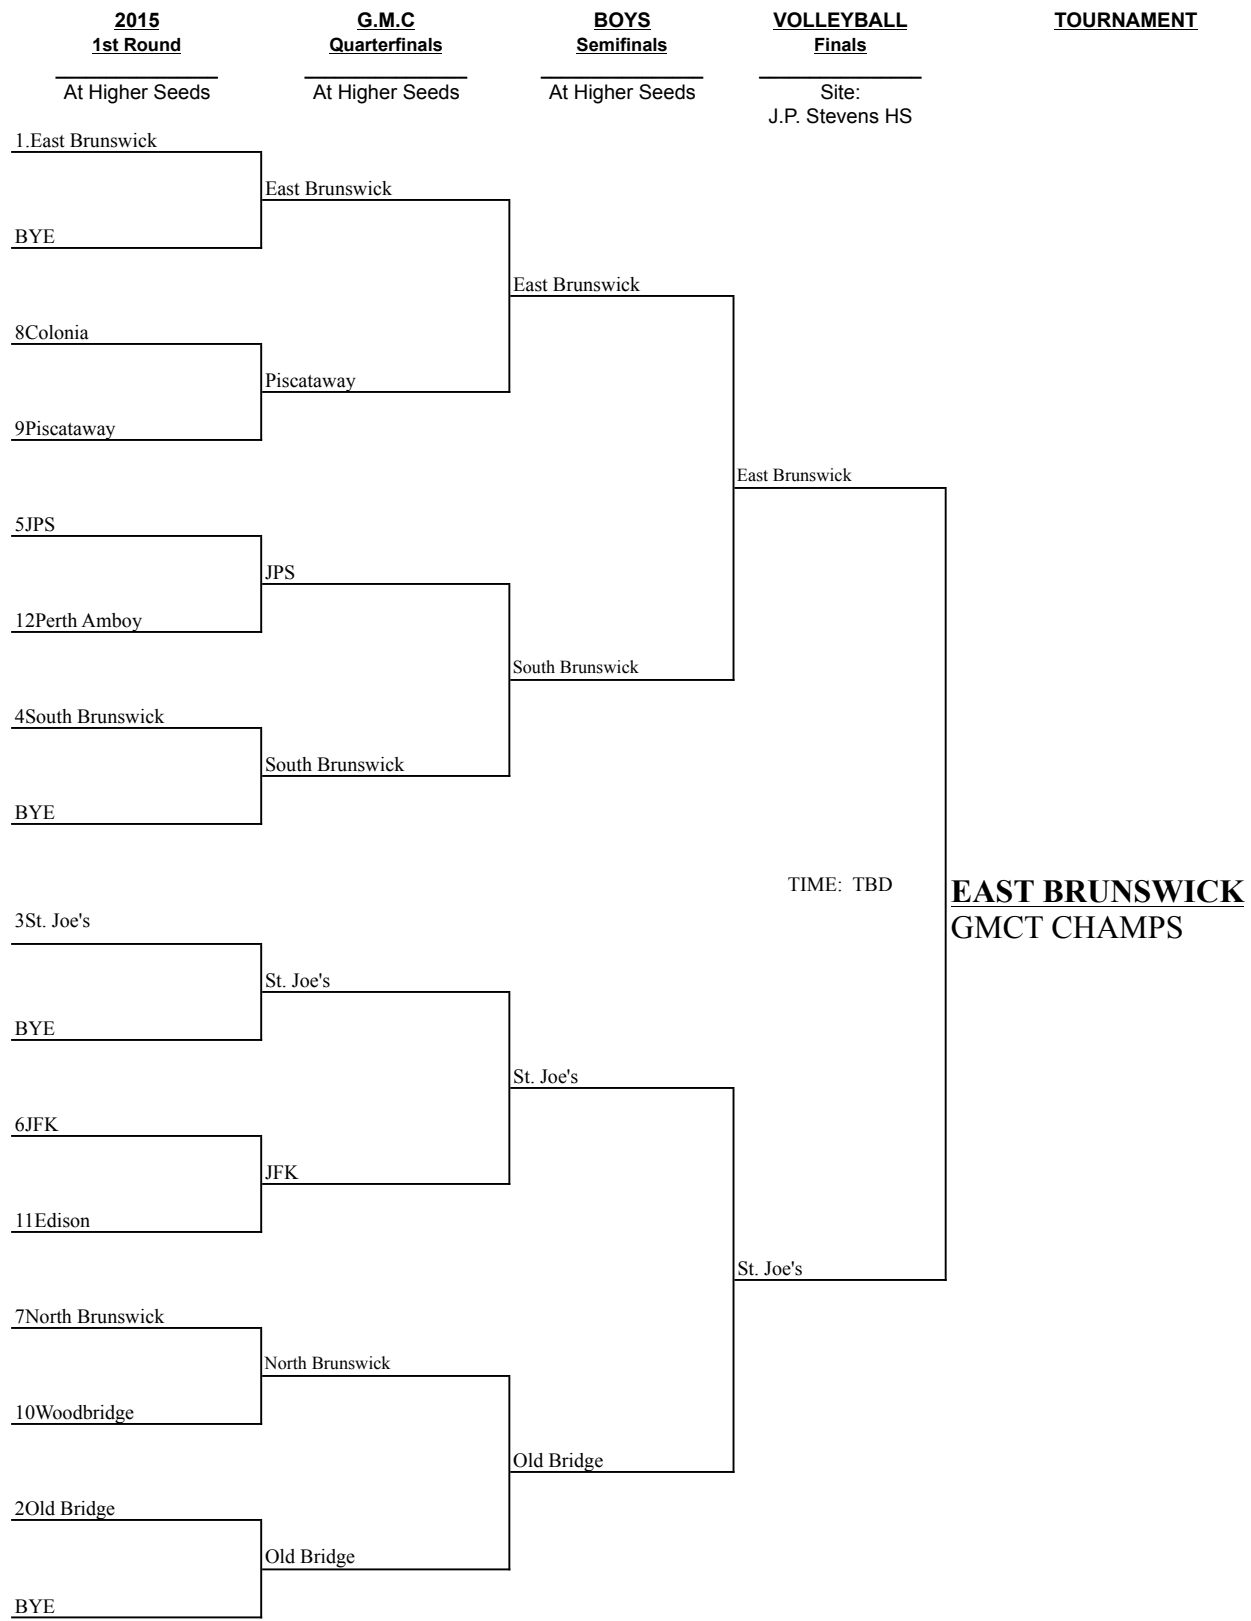 2015 G.M.C BOYS VOLLEYBALL TOURNAMENT
1st Round Quarterfinals Semifinals Finals
At Higher Seeds At Higher Seeds At Higher Seeds Site:
J.P. Stevens HS
1.East Brunswick
East Brunswick
BYE
East Brunswick
8Colonia
Piscataway
9Piscataway
East Brunswick
5JPS
JPS
12Perth Amboy
South Brunswick
4South Brunswick
South Brunswick
BYE
TIME: TBD
EAST BRUNSWICK
GMCT CHAMPS
3St. Joe's
St. Joe's
BYE
St. Joe's
6JFK
JFK
11Edison
St. Joe's
7North Brunswick
North Brunswick
10Woodbridge
Old Bridge
2Old Bridge
Old Bridge
BYE